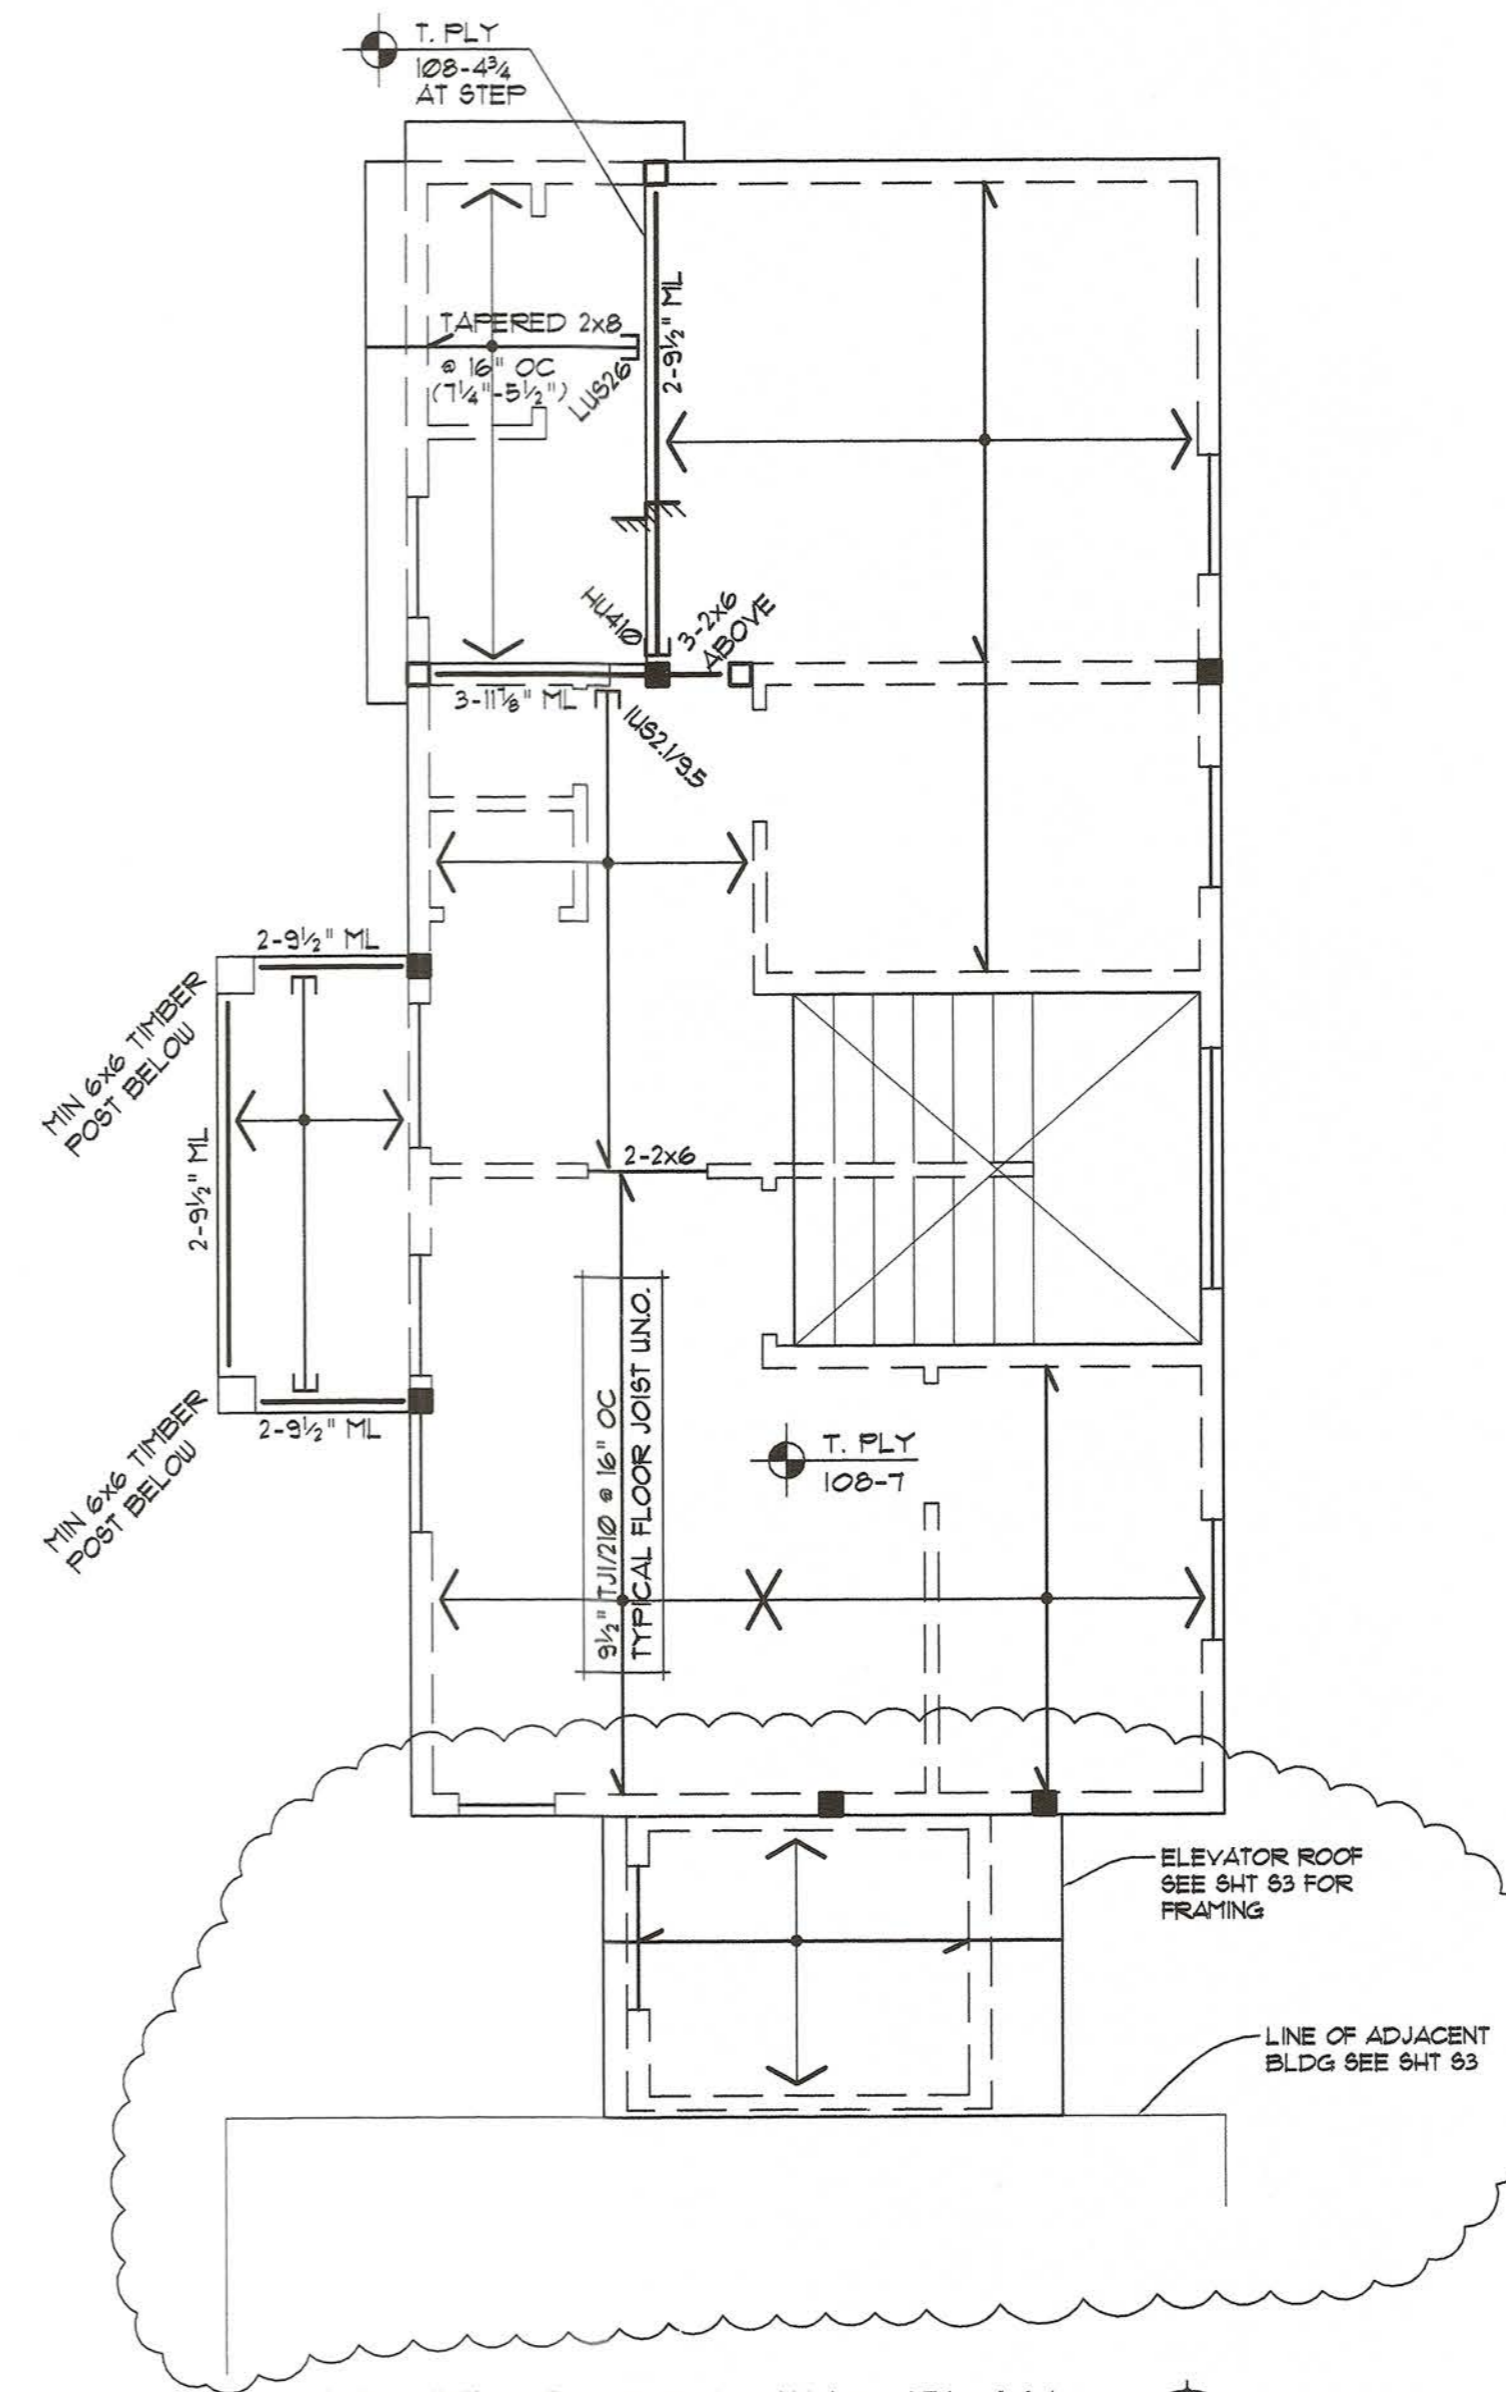 T. PLY
108-4¾
AT STEP
TAPERED 2x8
@ 16" OC
(7¼"-5½")
LUS26
2-9½" ML
HU410
3-2x6
ABOVE
3-11⅞" ML
IUS2.1/9.5
2-9½" ML
MIN 6x6 TIMBER
POST BELOW
2-9½" ML
2-2x6
9½" TJI/210 @ 16" OC
TYPICAL FLOOR JOIST U.N.O.
2-9½" ML
MIN 6x6 TIMBER
POST BELOW
T. PLY
108-7
ELEVATOR ROOF
SEE SHT S3 FOR
FRAMING
LINE OF ADJACENT
BLDG SEE SHT S3